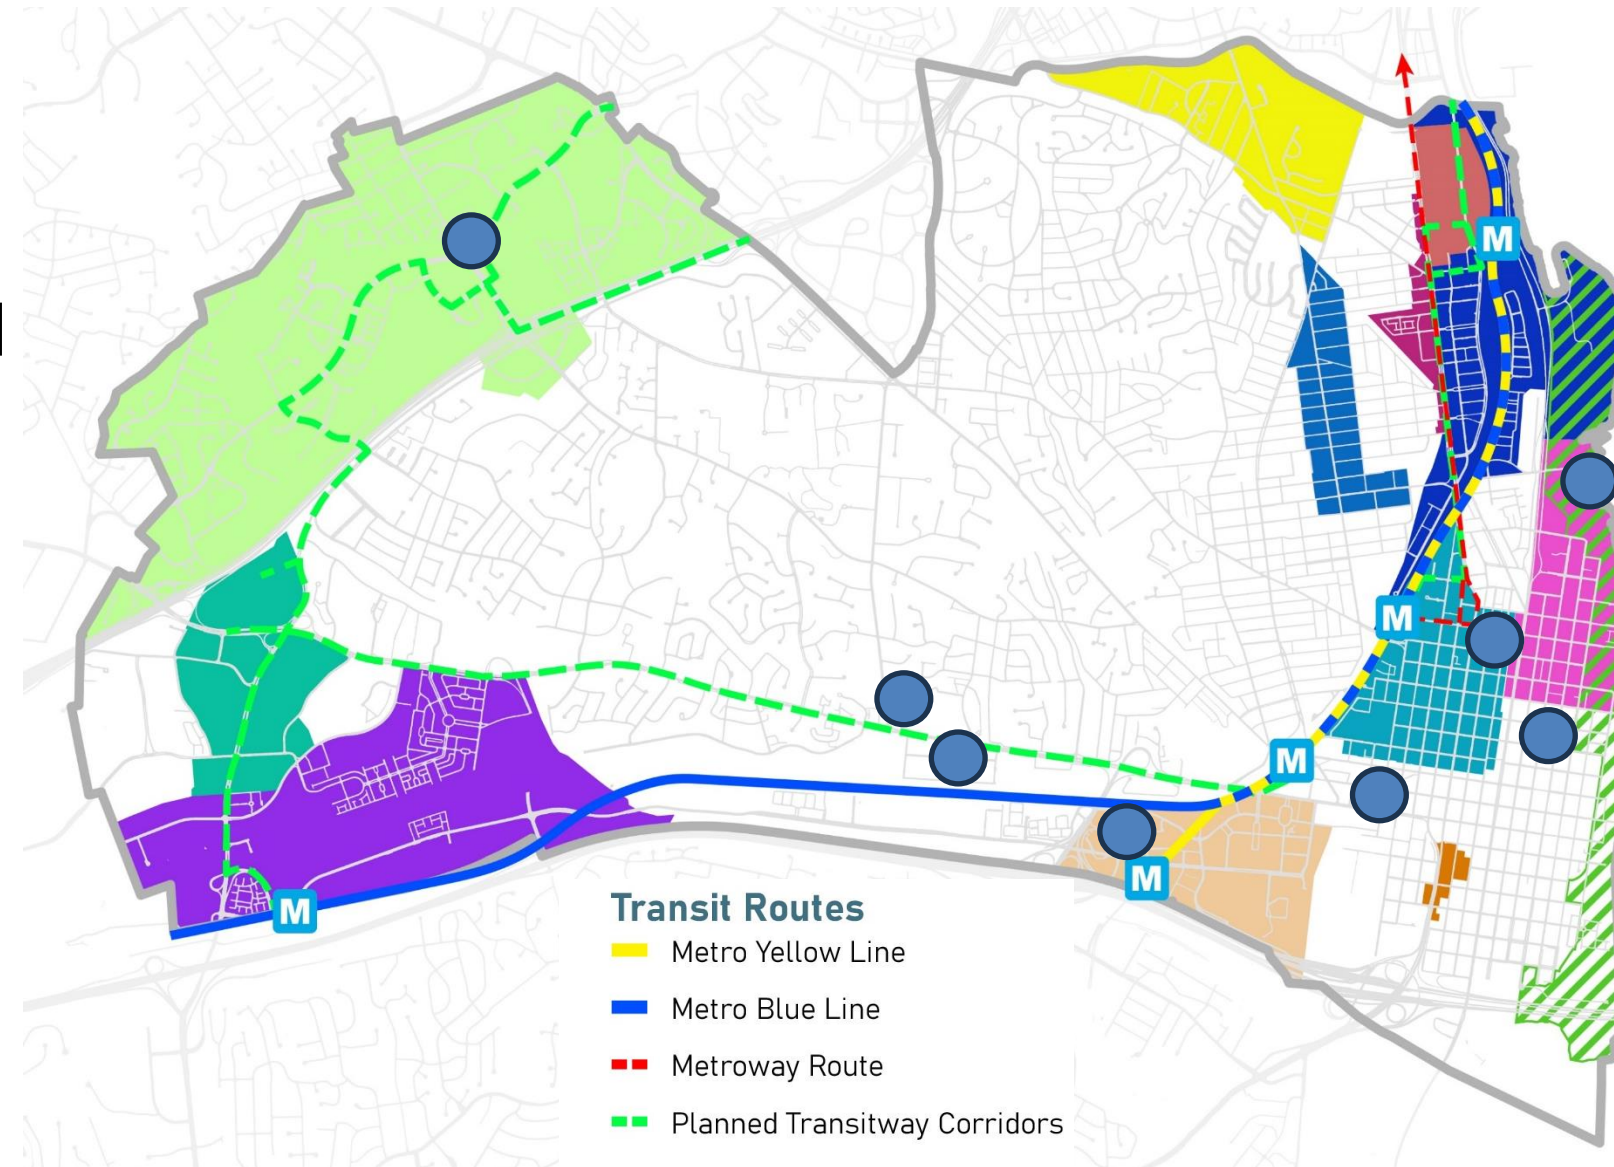 M
M
M
M
M
Transit Routes
Metro Yellow Line
Metro Blue Line
Metroway Route
Planned Transitway Corridors